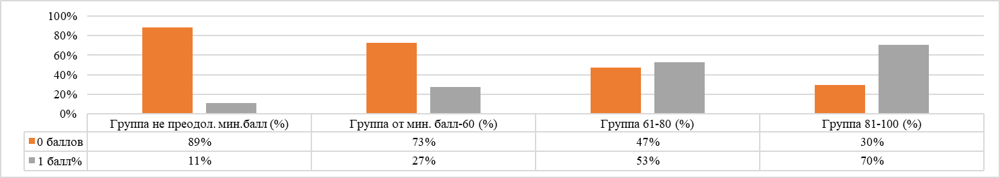 100%
80%
60%
40%
20%
0%
Группа не преодол. мин.балл (%) Группа от мин. балл-60 (%) Группа 61-80 (%) Группа 81-100 (%)
0 баллов 89% 73% 47% 30%
1 балл% 11% 27% 53% 70%